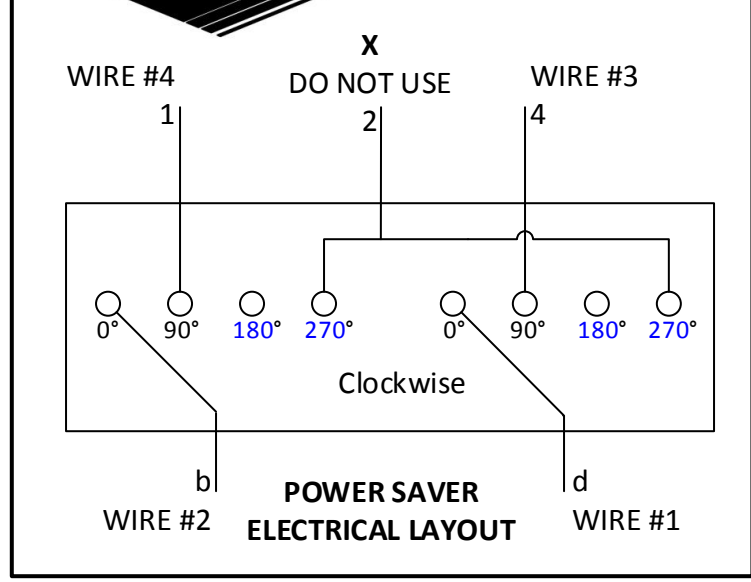 X
WIRE #4
DO NOT USE
WIRE #3
1
2
4
0° 90° 180° 270° 0° 90° 180° 270°
Clockwise
b
d
WIRE #2
POWER SAVER
ELECTRICAL LAYOUT
WIRE #1